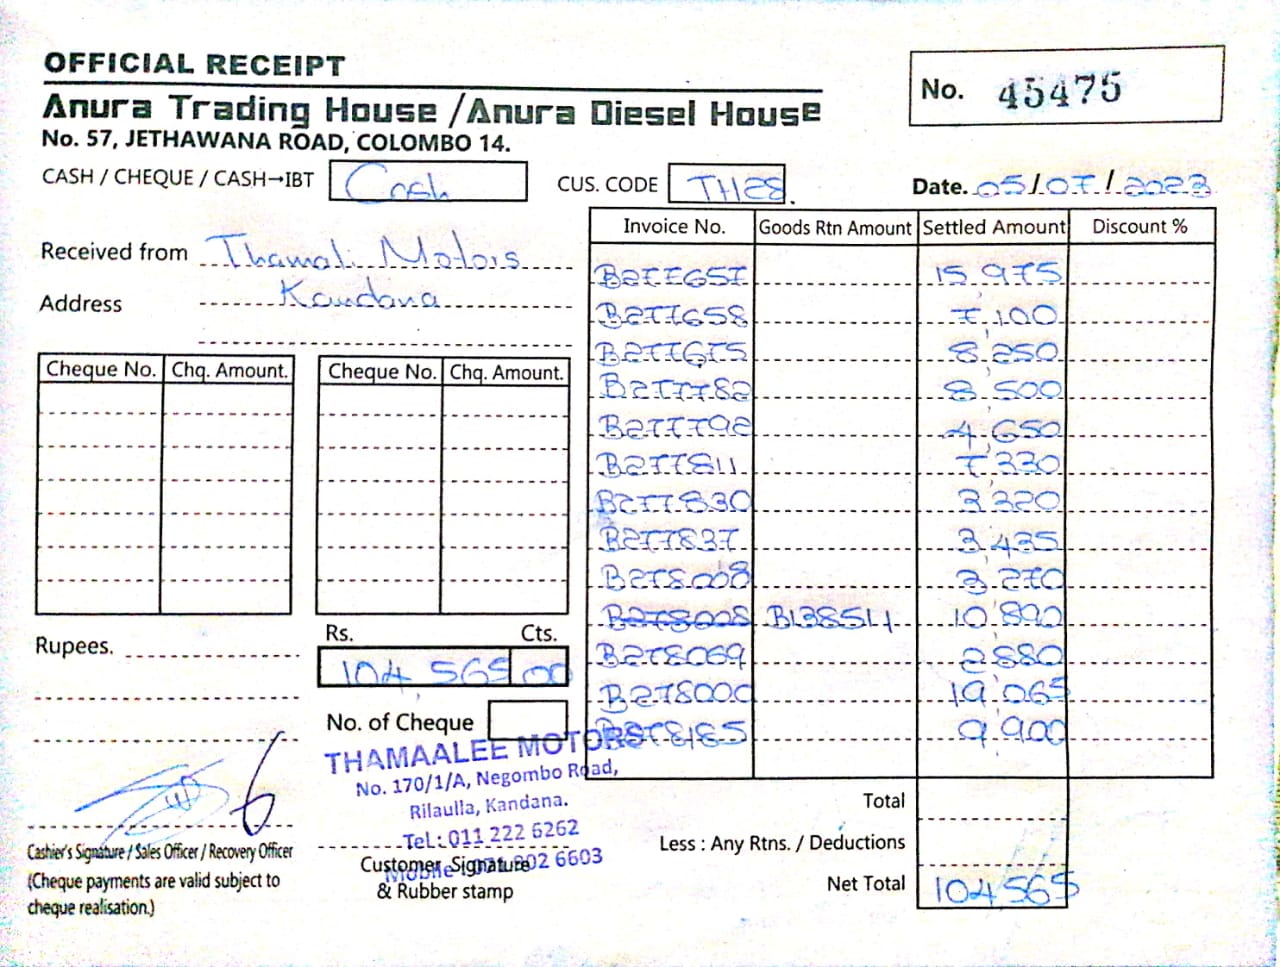 OFFICIAL RECEIPT
No. 45475
Anura Trading House / Anura Diesel House
No. 57, JETHAWANA ROAD, COLOMBO 14.
CASH / CHEQUE / CASH→IBT Cash CUS. CODE TH28. Date. 05/07/2023
Received from Thamali Motors
Address Kandana
Invoice No. Goods Rtn Amount Settled Amount Discount %
B277657 15,975
B277658 7,100
B277675 8,250
B277782 8,500
B277792 4,650
B277811 7,330
B277830 3,320
B277837 3,435
B278008 3,270
B278008 B138511 10,890
B278069 2,880
B278000 19,065
B278185 9,900
Cheque No. Chq. Amount. Cheque No. Chq. Amount.
Rupees.
Rs. Cts.
104,565 00
No. of Cheque
THAMAALEE MOTORS
No. 170/1/A, Negombo Road,
Rilaulla, Kandana.
Tel: 011 222 6262
Mobile 602 6603
Customer Signature
& Rubber stamp
Cashier's Signature / Sales Officer / Recovery Officer
(Cheque payments are valid subject to
cheque realisation.)
Total
Less : Any Rtns. / Deductions
Net Total 104565